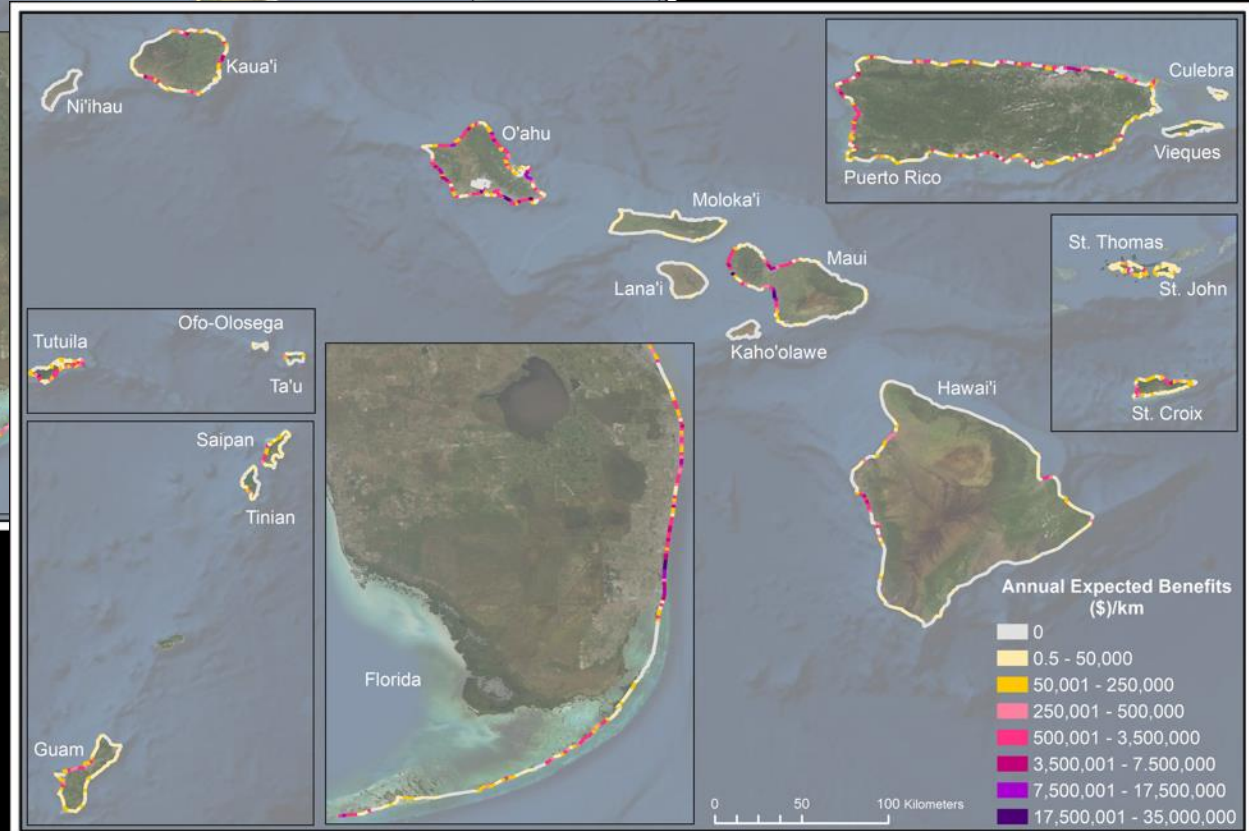 Kaua'i
Ni'ihau
O'ahu
Moloka'i
Lana'i
Maui
Kaho'olawe
Hawai'i
Culebra
Vieques
Puerto Rico
St. Thomas
St. John
St. Croix
Ofo-Olosega
Tutuila
Ta'u
Saipan
Tinian
Guam
Florida
Annual Expected Benefits
($)/km
0
0.5 - 50,000
50,001 - 250,000
250,001 - 500,000
500,001 - 3,500,000
3,500,001 - 7.500,000
7,500,001 - 17,500,000
17,500,001 - 35,000,000
0 50 100 Kilometers